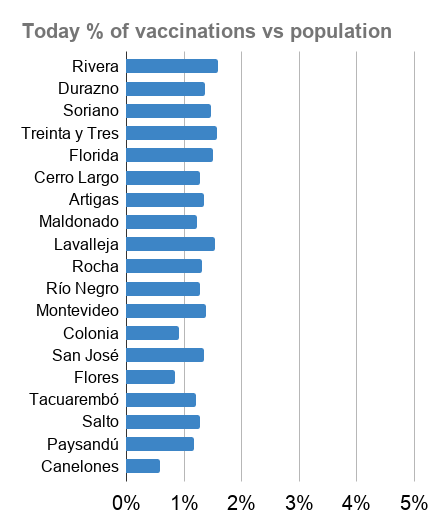 Today % of vaccinations vs population
Rivera
Durazno
Soriano
Treinta y Tres
Florida
Cerro Largo
Artigas
Maldonado
Lavalleja
Rocha
Río Negro
Montevideo
Colonia
San José
Flores
Tacuarembó
Salto
Paysandú
Canelones
0% 1% 2% 3% 4% 5%